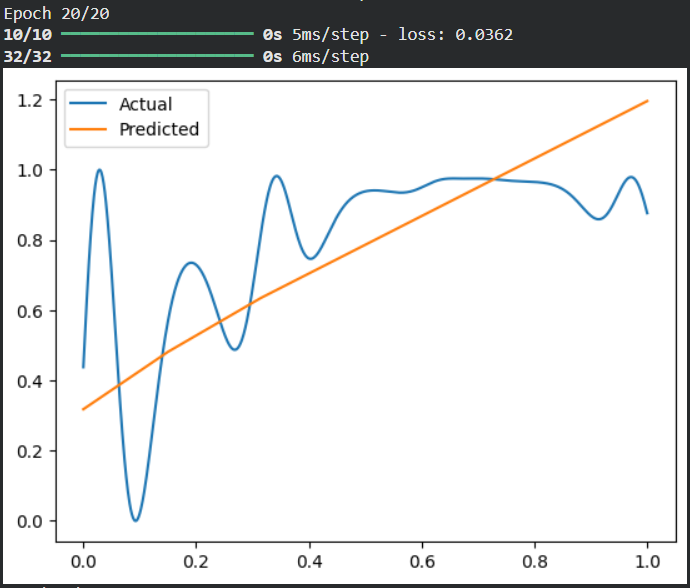 Epoch 20/20
10/10 ━━━━━━━━━━━━━━━━━━━━ 0s 5ms/step - loss: 0.0362
32/32 ━━━━━━━━━━━━━━━━━━━━ 0s 6ms/step
Actual
Predicted
1.2
1.0
0.8
0.6
0.4
0.2
0.0
0.0 0.2 0.4 0.6 0.8 1.0